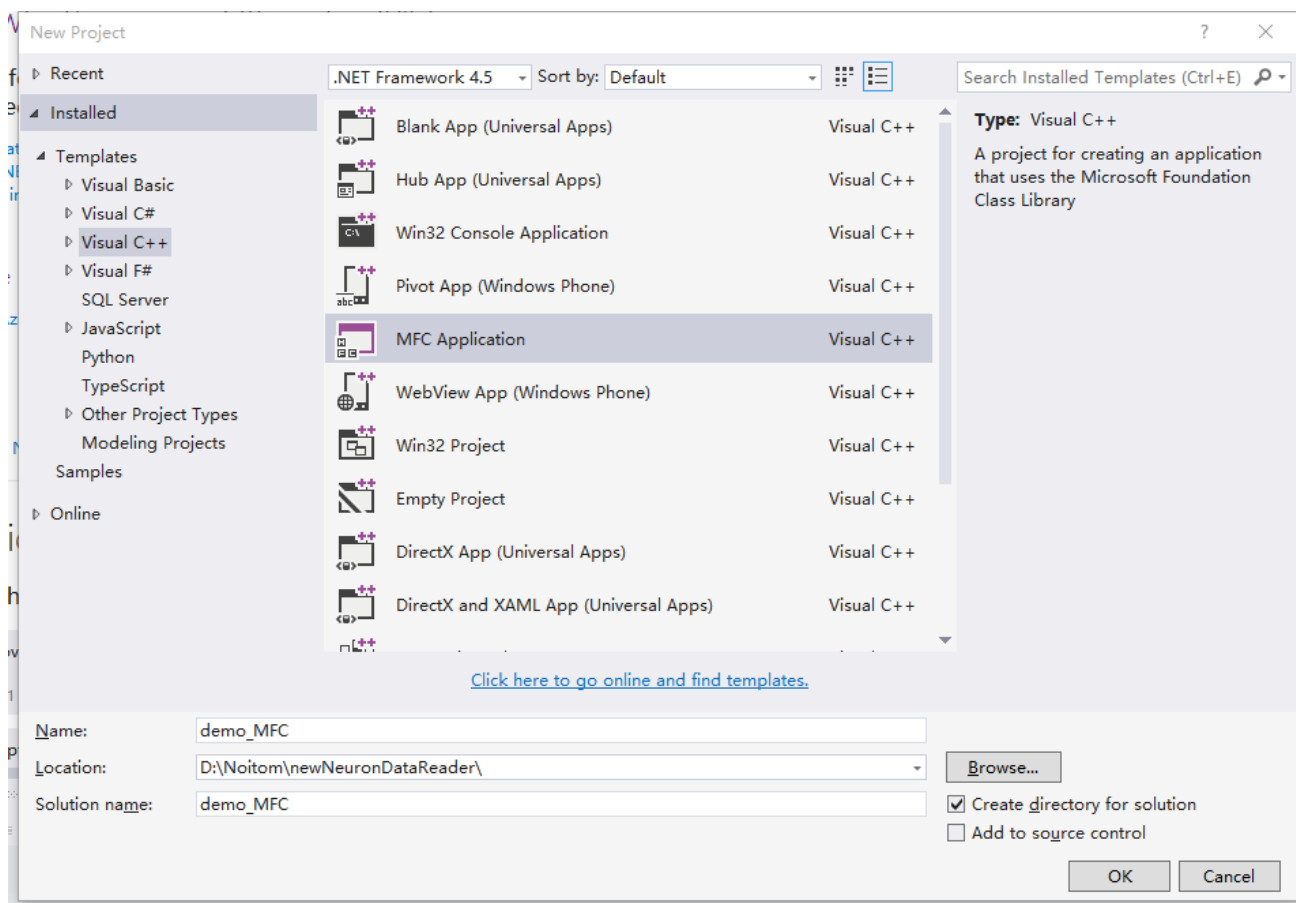 New Project
Recent
Installed
Templates
Visual Basic
Visual C#
Visual C++
Visual F#
SQL Server
JavaScript
Python
TypeScript
Other Project Types
Modeling Projects
Samples
Online
.NET Framework 4.5 Sort by: Default
Blank App (Universal Apps) Visual C++
Hub App (Universal Apps) Visual C++
Win32 Console Application Visual C++
Pivot App (Windows Phone) Visual C++
MFC Application Visual C++
WebView App (Windows Phone) Visual C++
Win32 Project Visual C++
Empty Project Visual C++
DirectX App (Universal Apps) Visual C++
DirectX and XAML App (Universal Apps) Visual C++
Click here to go online and find templates.
Search Installed Templates (Ctrl+E)
Type: Visual C++
A project for creating an application
that uses the Microsoft Foundation
Class Library
Name: demo_MFC
Location: D:\Noitom\newNeuronDataReader\
Browse...
Solution name: demo_MFC
Create directory for solution
Add to source control
OK Cancel